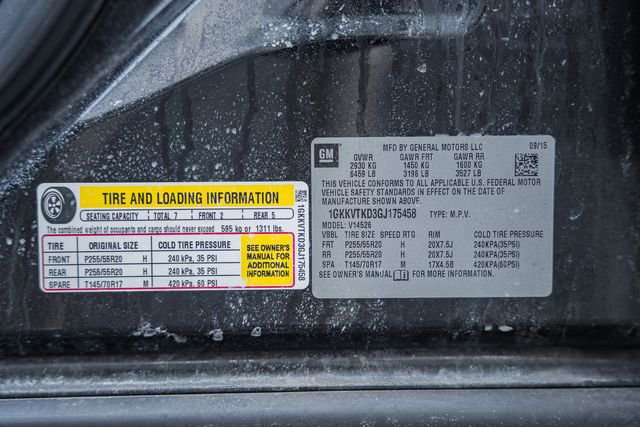 TIRE AND LOADING INFORMATION
SEATING CAPACITY TOTAL 7 FRONT 2 REAR 5
The combined weight of occupants and cargo should never exceed 595 kg or 1311 lbs.
TIRE ORIGINAL SIZE COLD TIRE PRESSURE
FRONT P255/55R20 H 240 kPa, 35 PSI
REAR P255/55R20 H 240 kPa, 35 PSI
SPARE T145/70R17 M 420 kPa, 60 PSI
SEE OWNER'S
MANUAL FOR
ADDITIONAL
INFORMATION
1GKKVTKD3GJ175458
GM
MFD BY GENERAL MOTORS LLC 09/15
GVWR GAWR FRT GAWR RR
2930 KG 1450 KG 1600 KG
6459 LB 3196 LB 3527 LB
THIS VEHICLE CONFORMS TO ALL APPLICABLE U.S. FEDERAL MOTOR
VEHICLE SAFETY STANDARDS IN EFFECT ON THE DATE OF
MANUFACTURE SHOWN ABOVE.
1GKKVTKD3GJ175458 TYPE: M.P.V.
MODEL: V14526
VBBL TIRE SIZE SPEED RTG RIM COLD TIRE PRESSURE
FRT P255/55R20 H 20X7.5J 240KPA(35PSI)
RR P255/55R20 H 20X7.5J 240KPA(35PSI)
SPA T145/70R17 M 17X4.5B 420KPA(60PSI)
SEE OWNER'S MANUAL FOR MORE INFORMATION.